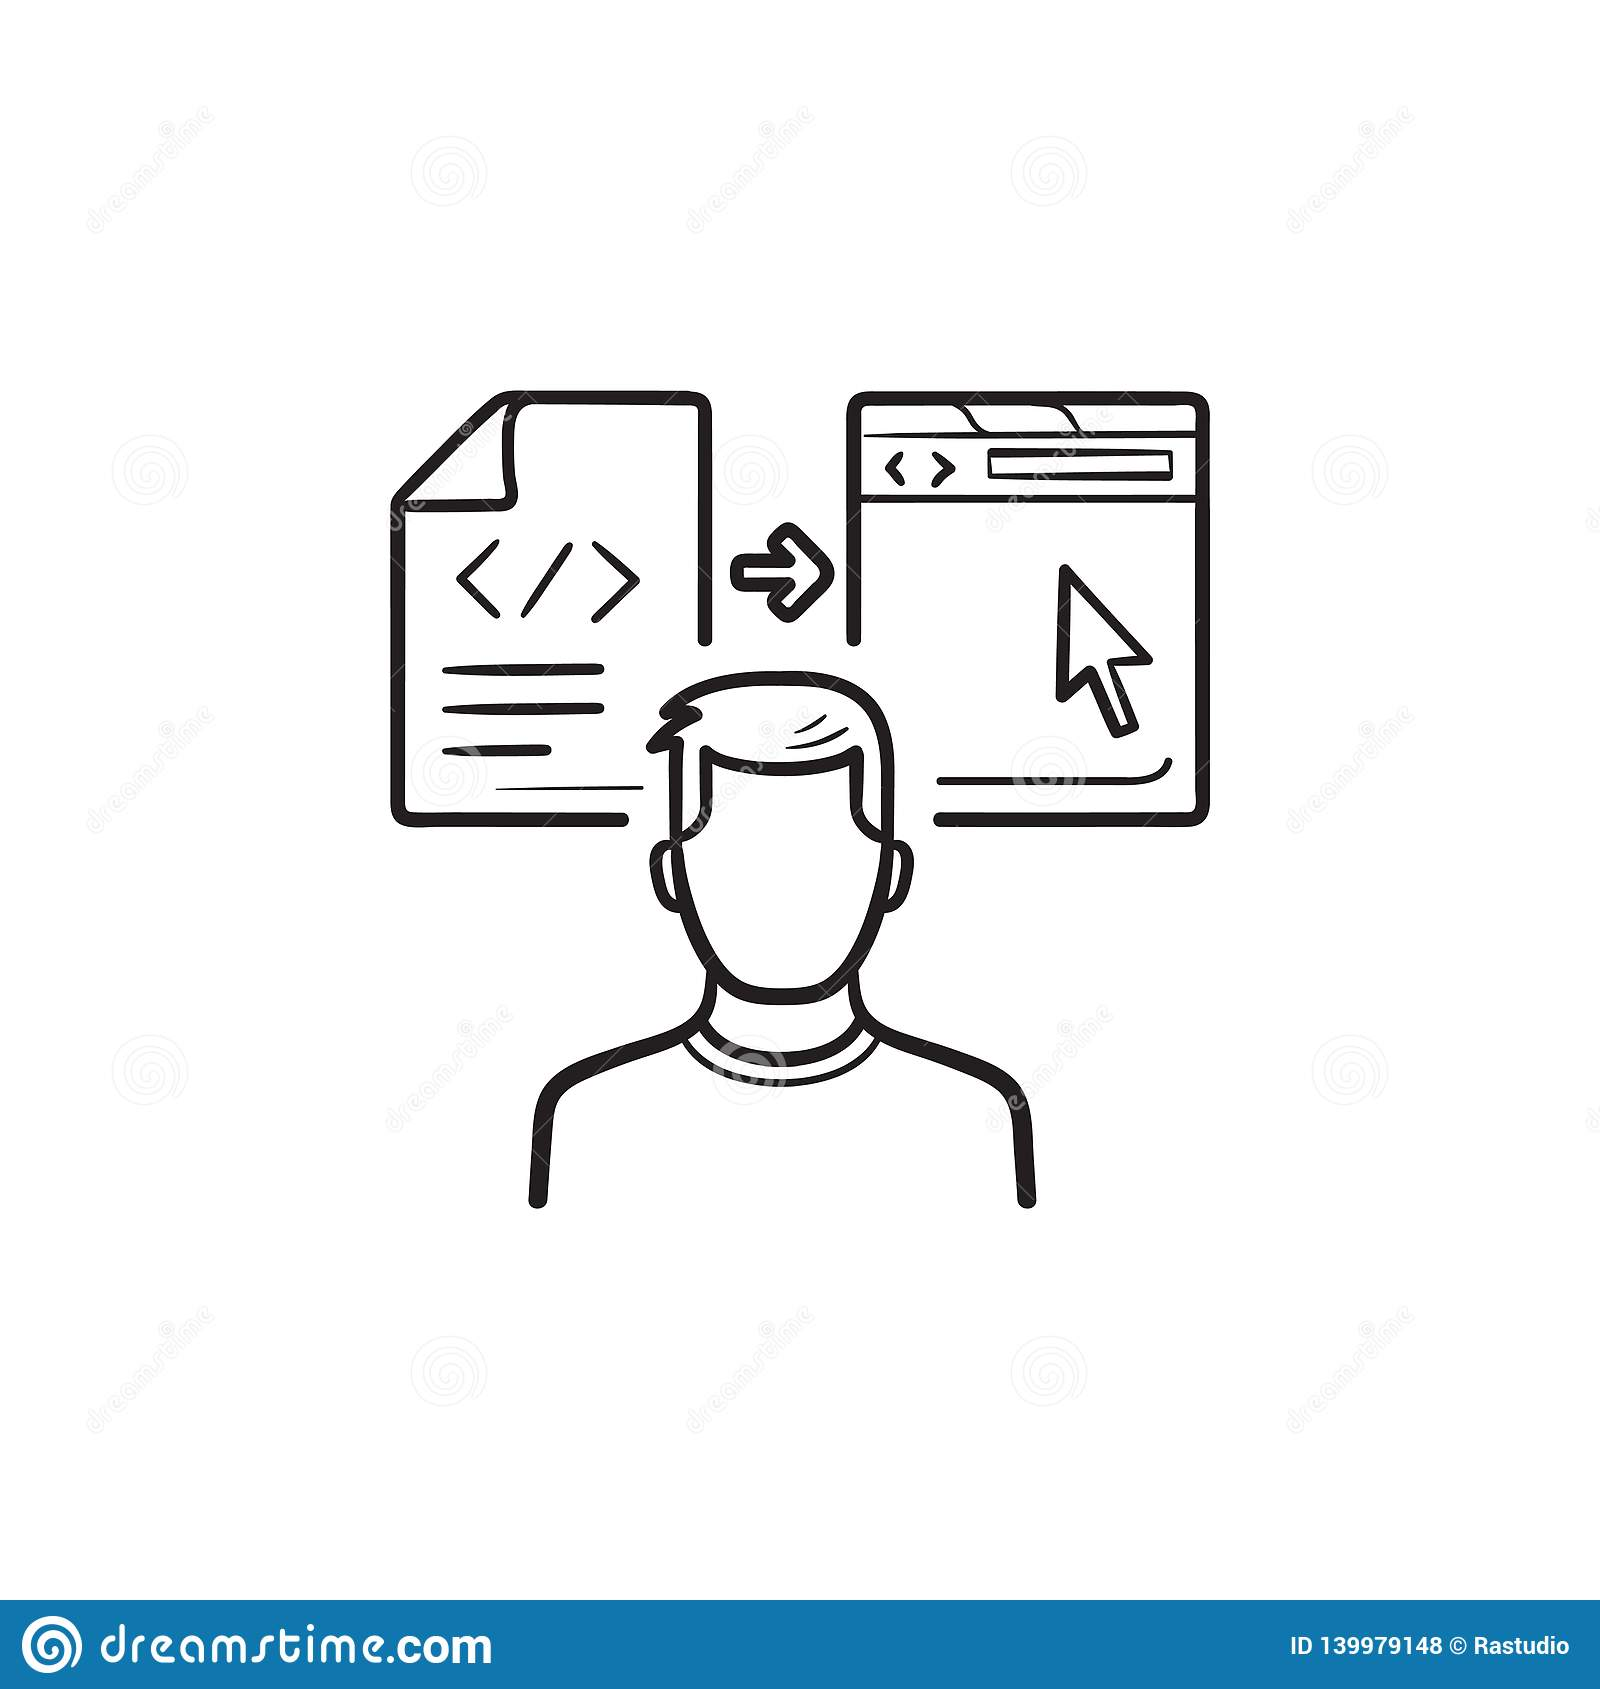 </>
< >
dreamstime.com
ID 139979148 © Rastudio